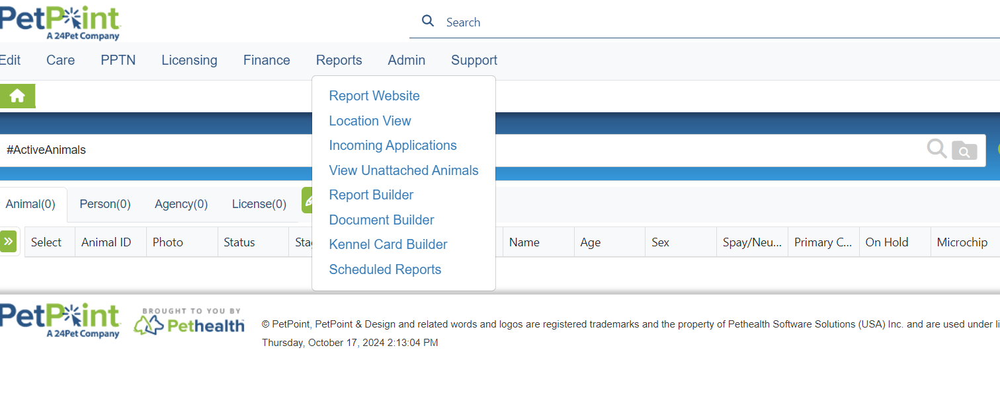 PetPoint
A 24Pet Company
Search
Edit Care PPTN Licensing Finance Reports Admin Support
Report Website
Location View
#ActiveAnimals
Incoming Applications
View Unattached Animals
Report Builder
Document Builder
Kennel Card Builder
Scheduled Reports
Animal(0) Person(0) Agency(0) License(0)
Select Animal ID Photo Status Sta Name Age Sex Spay/Neu... Primary C... On Hold Microchip
PetPoint
A 24Pet Company
BROUGHT TO YOU BY
Pethealth
© PetPoint, PetPoint & Design and related words and logos are registered trademarks and the property of Pethealth Software Solutions (USA) Inc. and are used under li
Thursday, October 17, 2024 2:13:04 PM